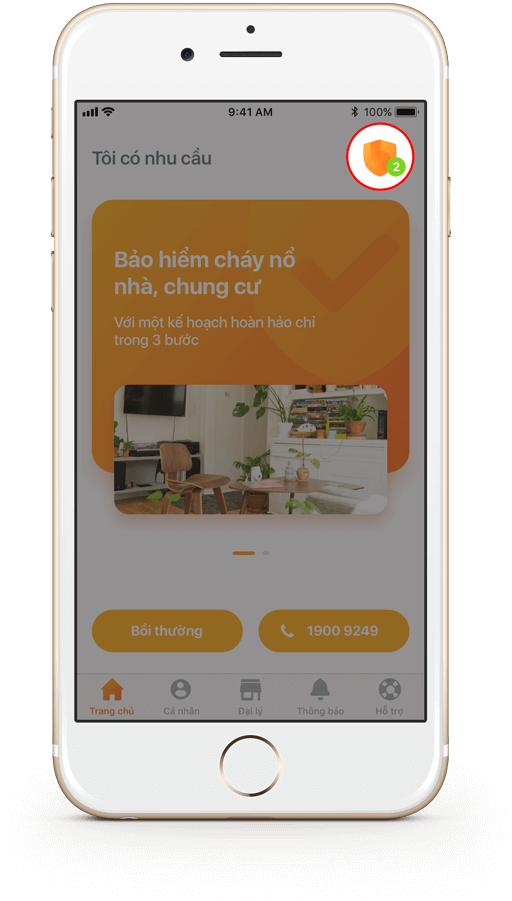 9:41 AM
100%
Tôi có nhu cầu
2
Bảo hiểm cháy nổ
nhà, chung cư
Với một kế hoạch hoàn hảo chỉ
trong 3 bước
Bồi thường
1900 9249
Trang chủ
Cá nhân
Đại lý
Thông báo
Hỗ trợ